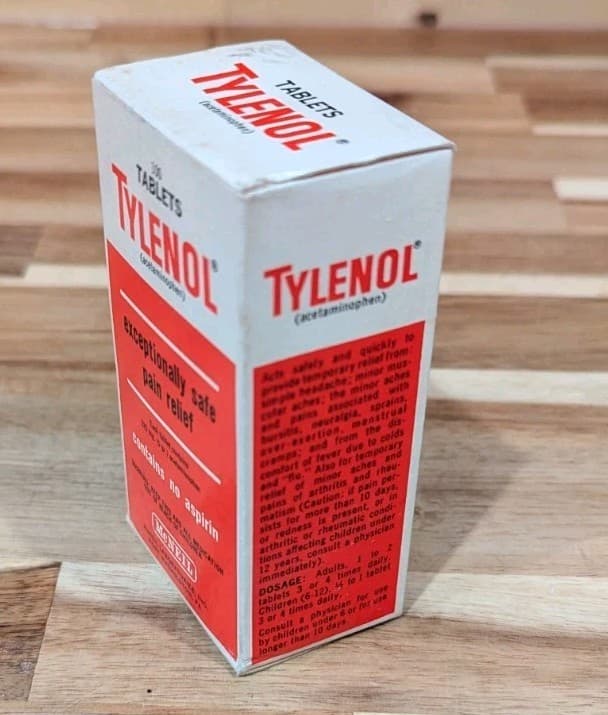 TABLETS
TYLENOL®
(acetaminophen)
100
TABLETS
TYLENOL®
(acetaminophen)
exceptionally safe
pain relief
contains no aspirin
McNEIL
TYLENOL®
(acetaminophen)
Acts safely and quickly to
provide temporary relief from:
simple headache; minor mus-
cular aches; the minor aches
and pains associated with
bursitis, neuralgia, sprains,
over-exertion, menstrual
cramps; and from the dis-
comfort of fever due to colds
and "flu." Also for temporary
relief of minor aches and
pains of arthritis and rheu-
matism (Caution: if pain per-
sists for more than 10 days,
or redness is present, or in
arthritic or rheumatic condi-
tions affecting children under
12 years, consult a physician
immediately).
DOSAGE: Adults, 1 to 2
tablets 3 or 4 times daily.
Children (6-12), ½ to 1 tablet
3 or 4 times daily.
Consult a physician for use
by children under 6 or for use
longer than 10 days.